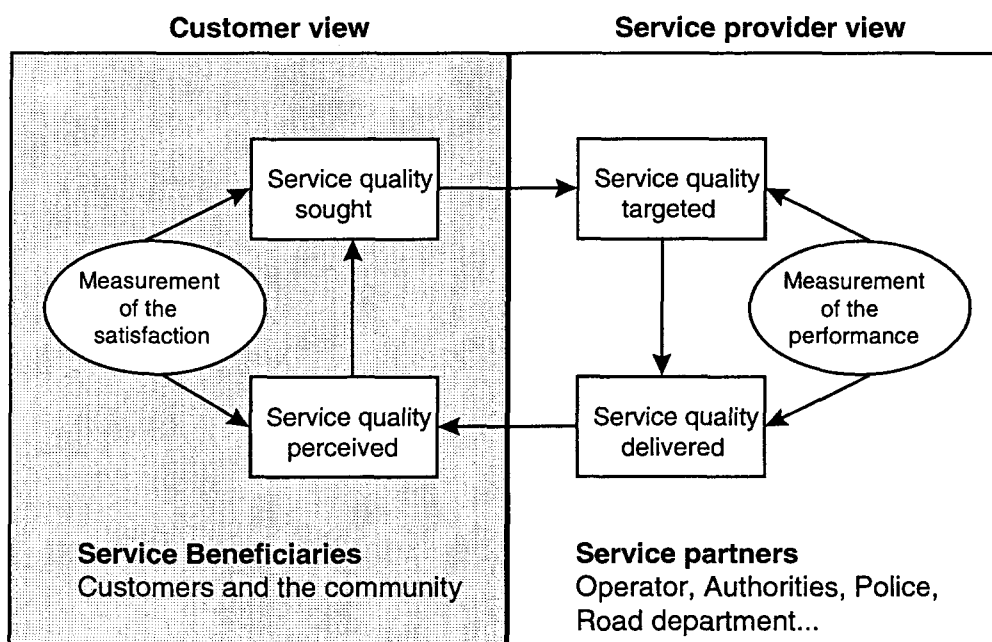 Customer view
Service provider view
Service quality
sought
Service quality
targeted
Measurement
of the
satisfaction
Measurement
of the
performance
Service quality
perceived
Service quality
delivered
Service Beneficiaries
Customers and the community
Service partners
Operator, Authorities, Police,
Road department...